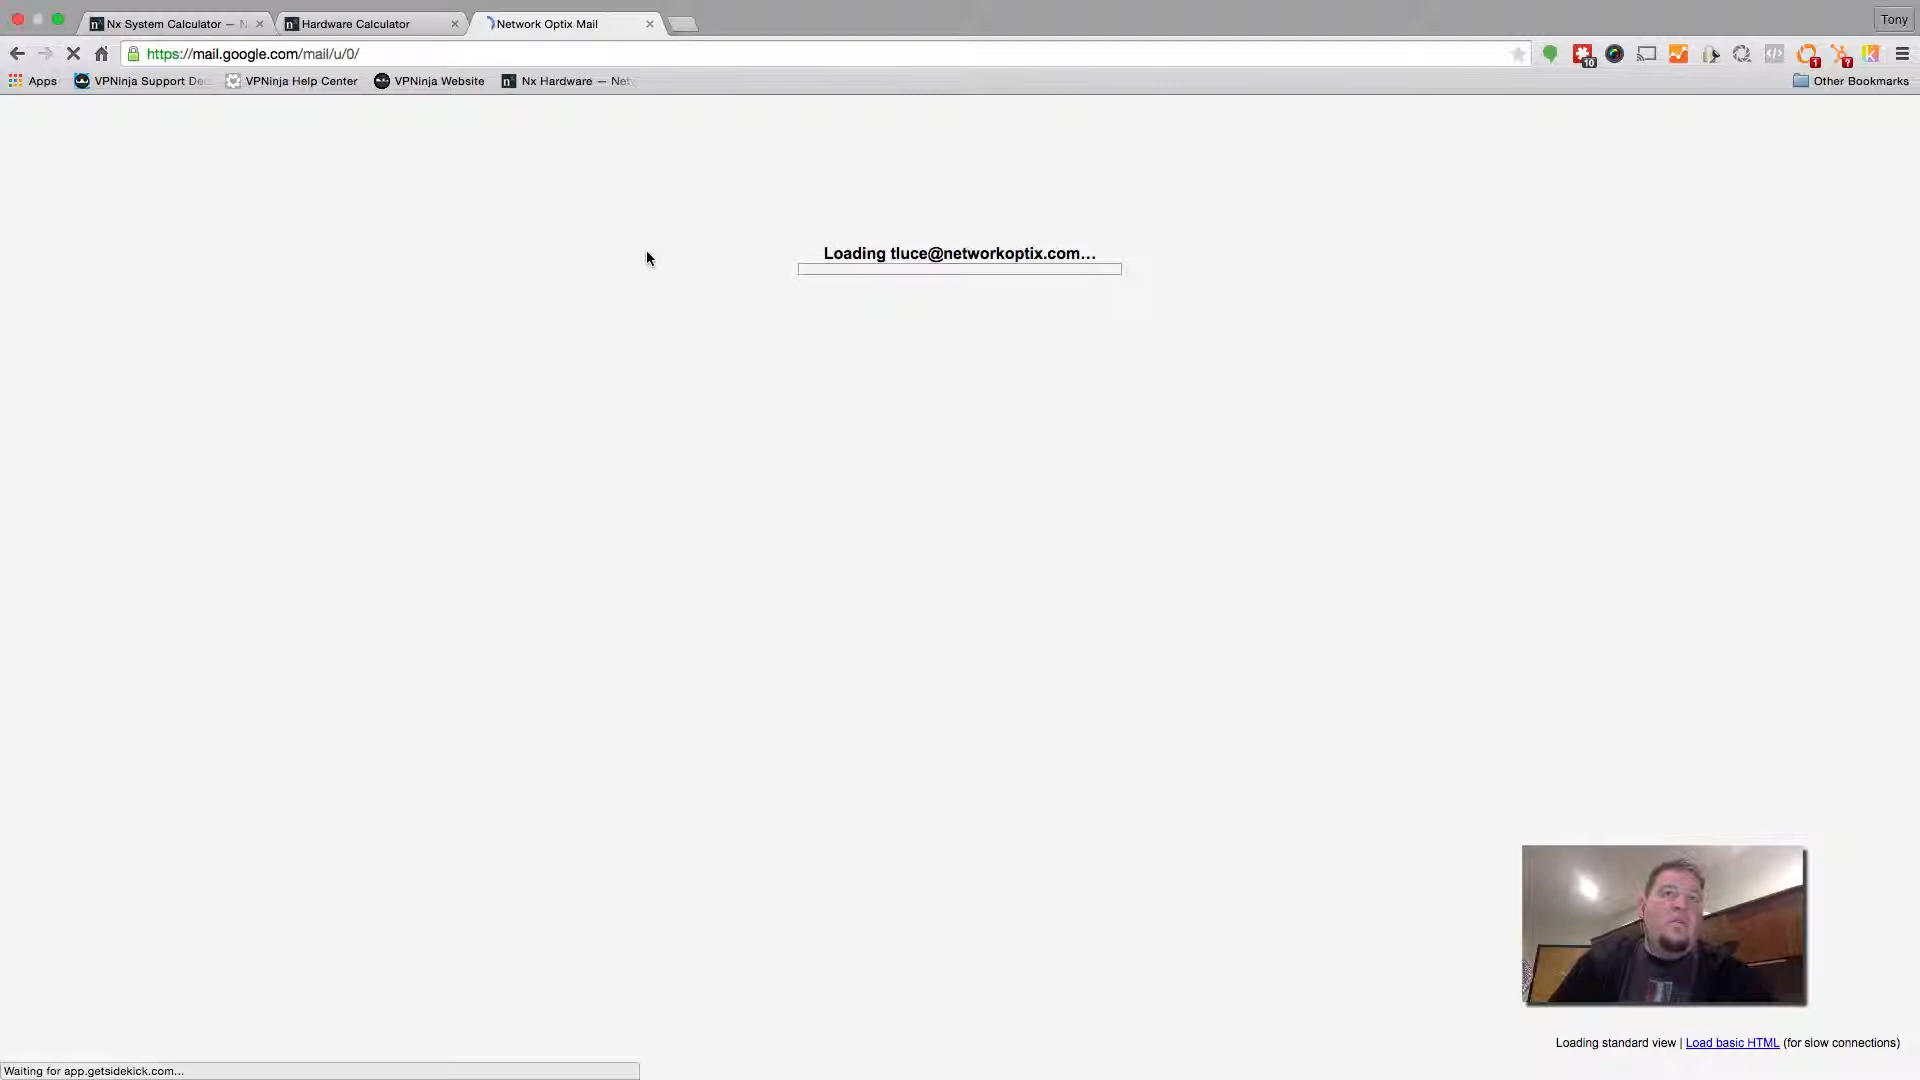 Nx System Calculator — N
Hardware Calculator
Network Optix Mail
Tony
https://mail.google.com/mail/u/0/
10
1
?
Apps
VPNinja Support De
VPNinja Help Center
VPNinja Website
Nx Hardware — Net
Other Bookmarks
Loading tluce@networkoptix.com…
Loading standard view | Load basic HTML (for slow connections)
Waiting for app.getsidekick.com...